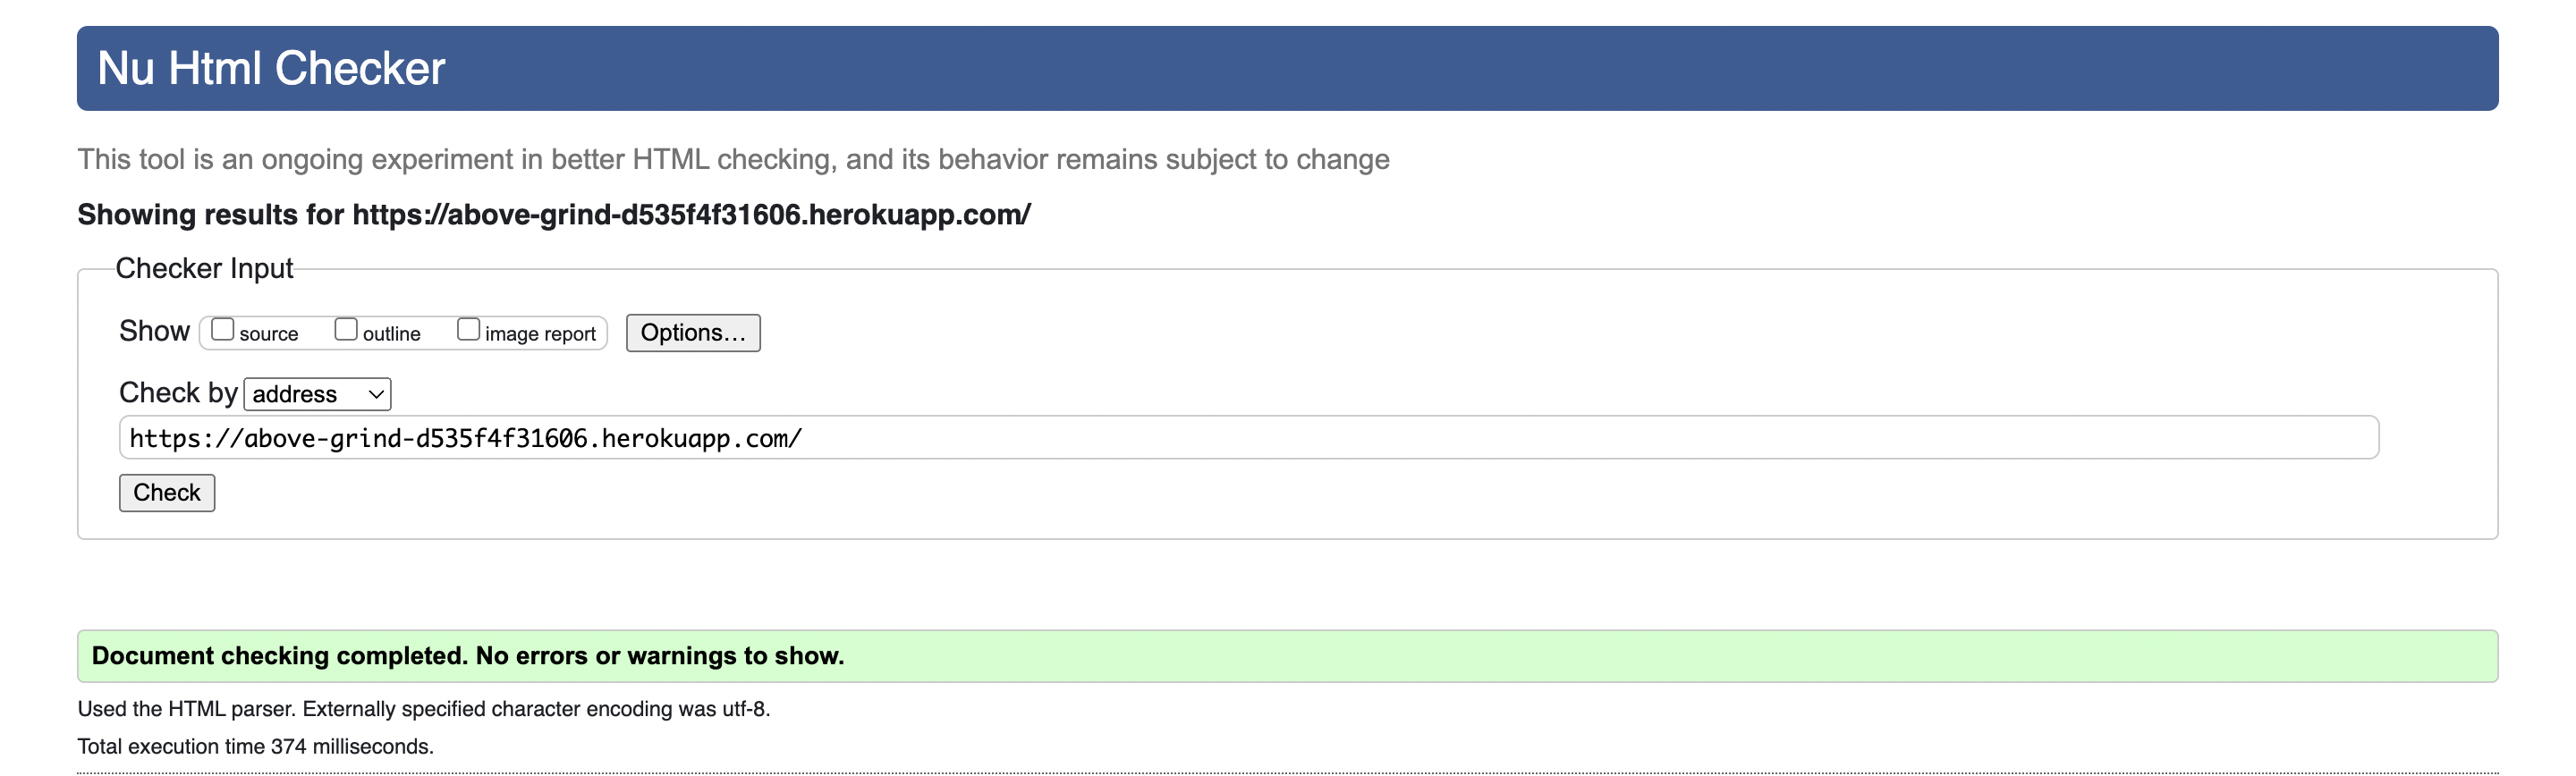 Nu Html Checker
This tool is an ongoing experiment in better HTML checking, and its behavior remains subject to change
Showing results for https://above-grind-d535f4f31606.herokuapp.com/
Checker Input
Show source outline image report Options...
Check by address
https://above-grind-d535f4f31606.herokuapp.com/
Check
Document checking completed. No errors or warnings to show.
Used the HTML parser. Externally specified character encoding was utf-8.
Total execution time 374 milliseconds.